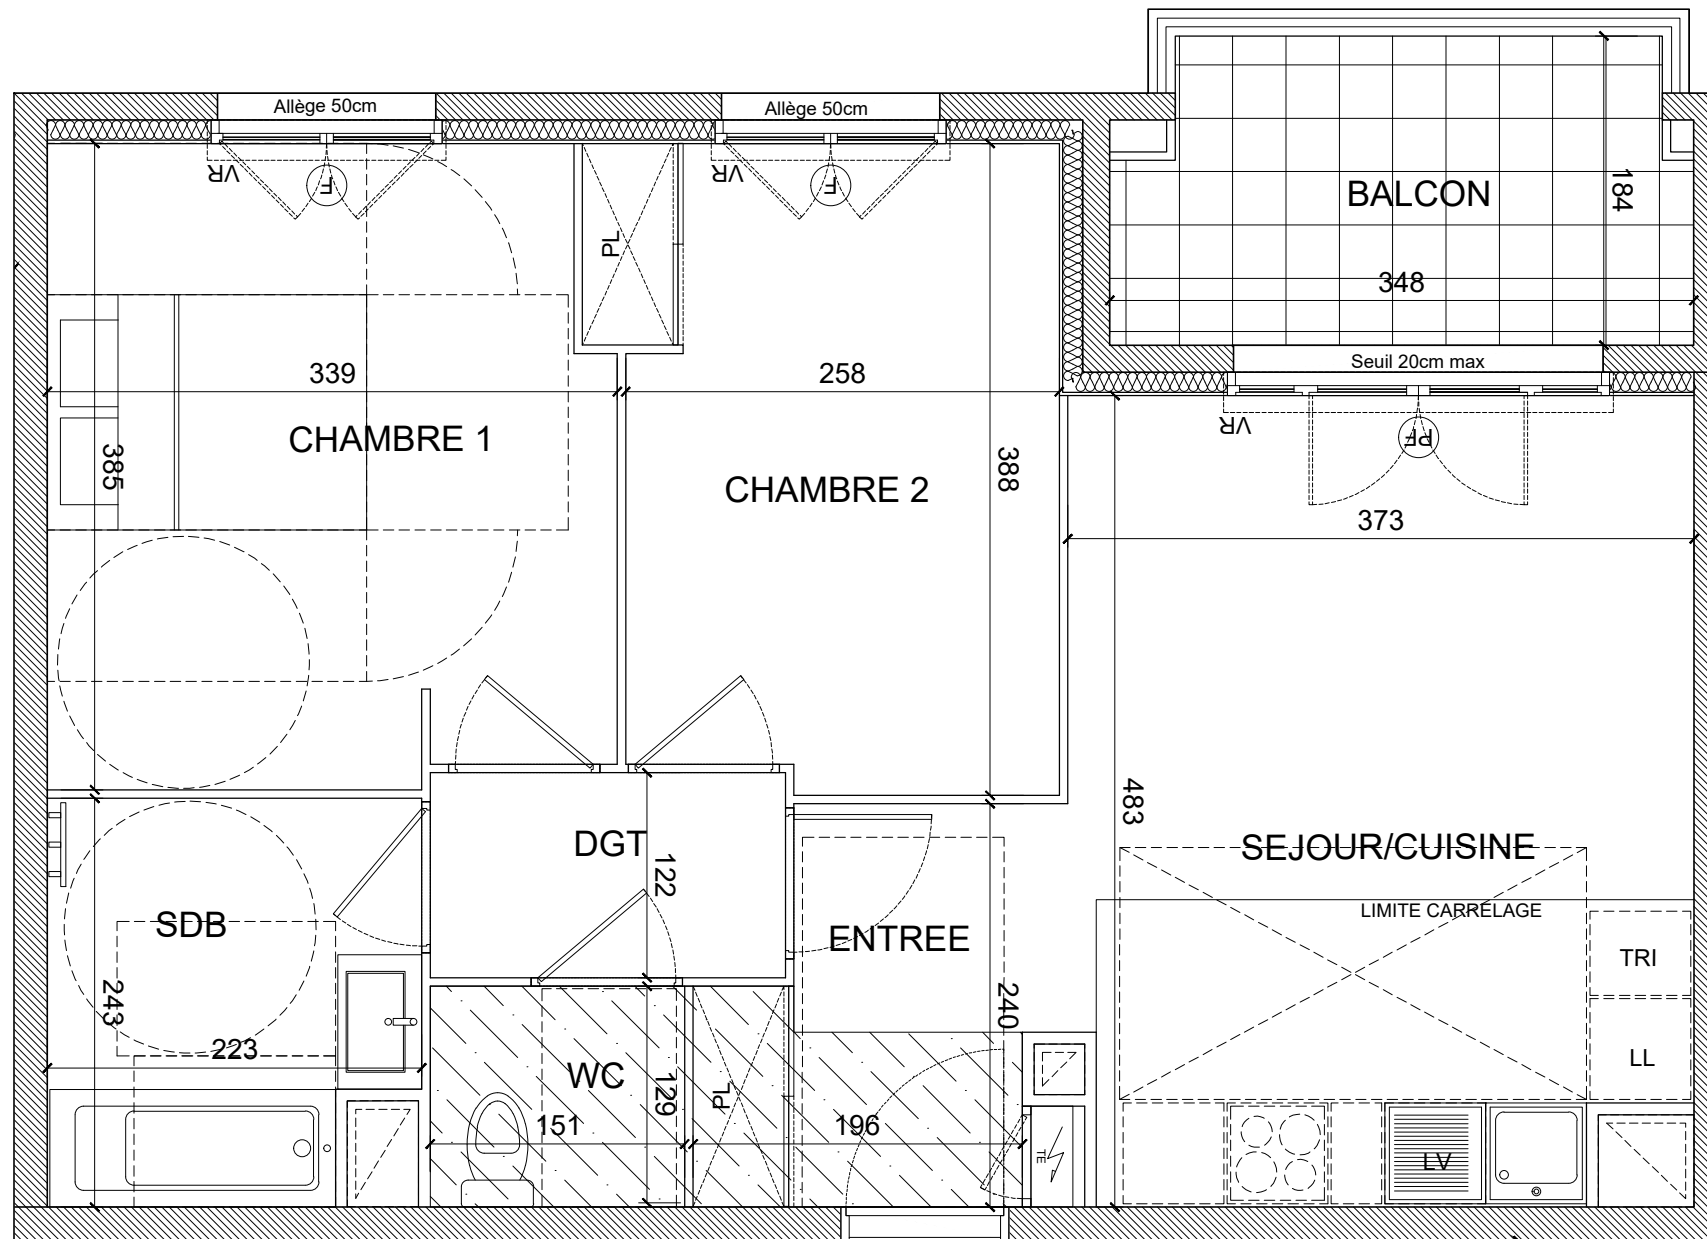 Allège 50cm
Allège 50cm
VR
F
VR
F
PL
BALCON
184
348
Seuil 20cm max
339
258
VR
PF
CHAMBRE 1
385
CHAMBRE 2
388
373
483
DGT
122
SEJOUR/CUISINE
LIMITE CARRELAGE
SDB
ENTREE
TRI
243
223
240
WC
129
PL
LL
151
196
TE
LV